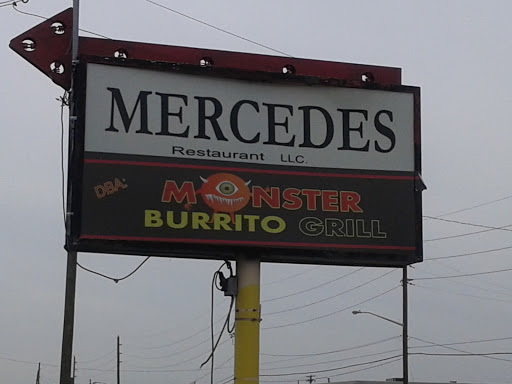 MERCEDES
Restaurant LLC.
DBA:
MONSTER
BURRITO GRILL